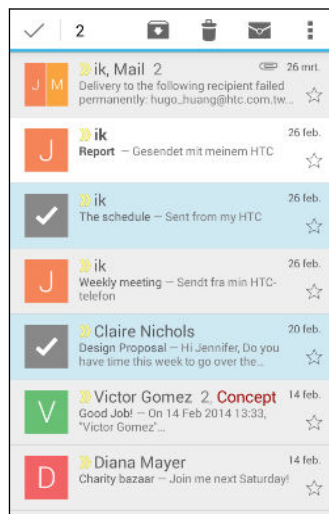 2
J M
ik, Mail 2
26 mrt.
Delivery to the following recipient failed
permanently: hugo_huang@htc.com.tw...
J
ik
26 feb.
Report – Gesendet mit meinem HTC
ik
26 feb.
The schedule – Sent from my HTC
J
ik
26 feb.
Weekly meeting – Sendt fra min HTC-
telefon
Claire Nichols
20 feb.
Design Proposal – Hi Jennifer, Do you
have time this week to go over the...
V
Victor Gomez 2, Concept
14 feb.
Good Job! – On 14 Feb 2014 13:33,
"Victor Gomez"...
D
Diana Mayer
14 feb.
Charity bazaar – Join me next Saturday!